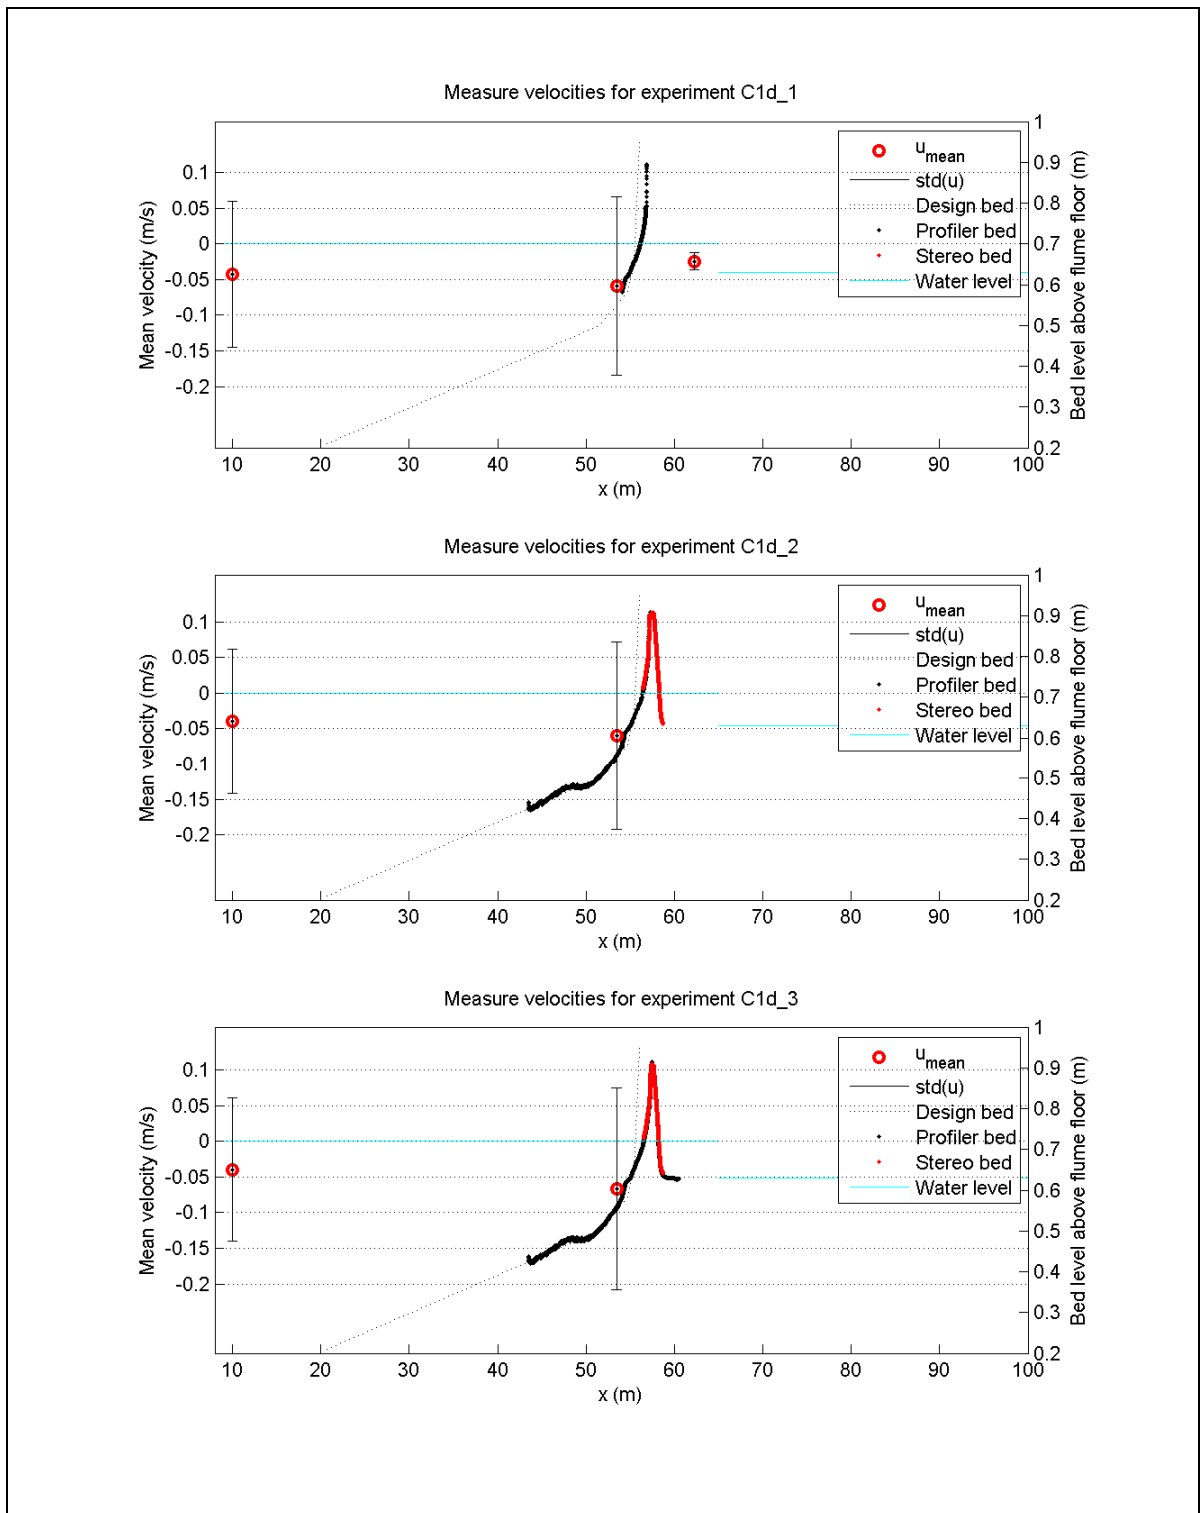 Measure velocities for experiment C1d_1
Mean velocity (m/s)
0.1
0.05
0
-0.05
-0.1
-0.15
-0.2
10 20 30 40 50 60 70 80 90 100
x (m)
1
0.9
0.8
0.7
0.6
0.5
0.4
0.3
0.2
Bed level above flume floor (m)
u_mean
std(u)
Design bed
Profiler bed
Stereo bed
Water level
Measure velocities for experiment C1d_2
Mean velocity (m/s)
0.1
0.05
0
-0.05
-0.1
-0.15
-0.2
10 20 30 40 50 60 70 80 90 100
x (m)
1
0.9
0.8
0.7
0.6
0.5
0.4
0.3
0.2
Bed level above flume floor (m)
u_mean
std(u)
Design bed
Profiler bed
Stereo bed
Water level
Measure velocities for experiment C1d_3
Mean velocity (m/s)
0.1
0.05
0
-0.05
-0.1
-0.15
-0.2
10 20 30 40 50 60 70 80 90 100
x (m)
1
0.9
0.8
0.7
0.6
0.5
0.4
0.3
0.2
Bed level above flume floor (m)
u_mean
std(u)
Design bed
Profiler bed
Stereo bed
Water level